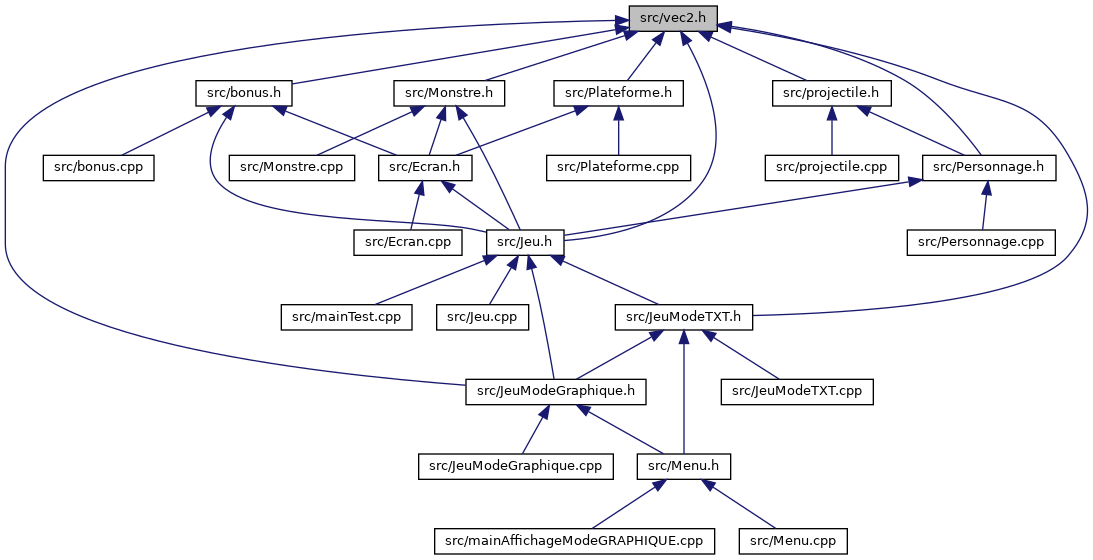 src/vec2.h
src/bonus.h
src/Monstre.h
src/Plateforme.h
src/projectile.h
src/bonus.cpp
src/Monstre.cpp
src/Ecran.h
src/Plateforme.cpp
src/projectile.cpp
src/Personnage.h
src/Ecran.cpp
src/Jeu.h
src/Personnage.cpp
src/mainTest.cpp
src/Jeu.cpp
src/JeuModeTXT.h
src/JeuModeGraphique.h
src/JeuModeTXT.cpp
src/JeuModeGraphique.cpp
src/Menu.h
src/mainAffichageModeGRAPHIQUE.cpp
src/Menu.cpp